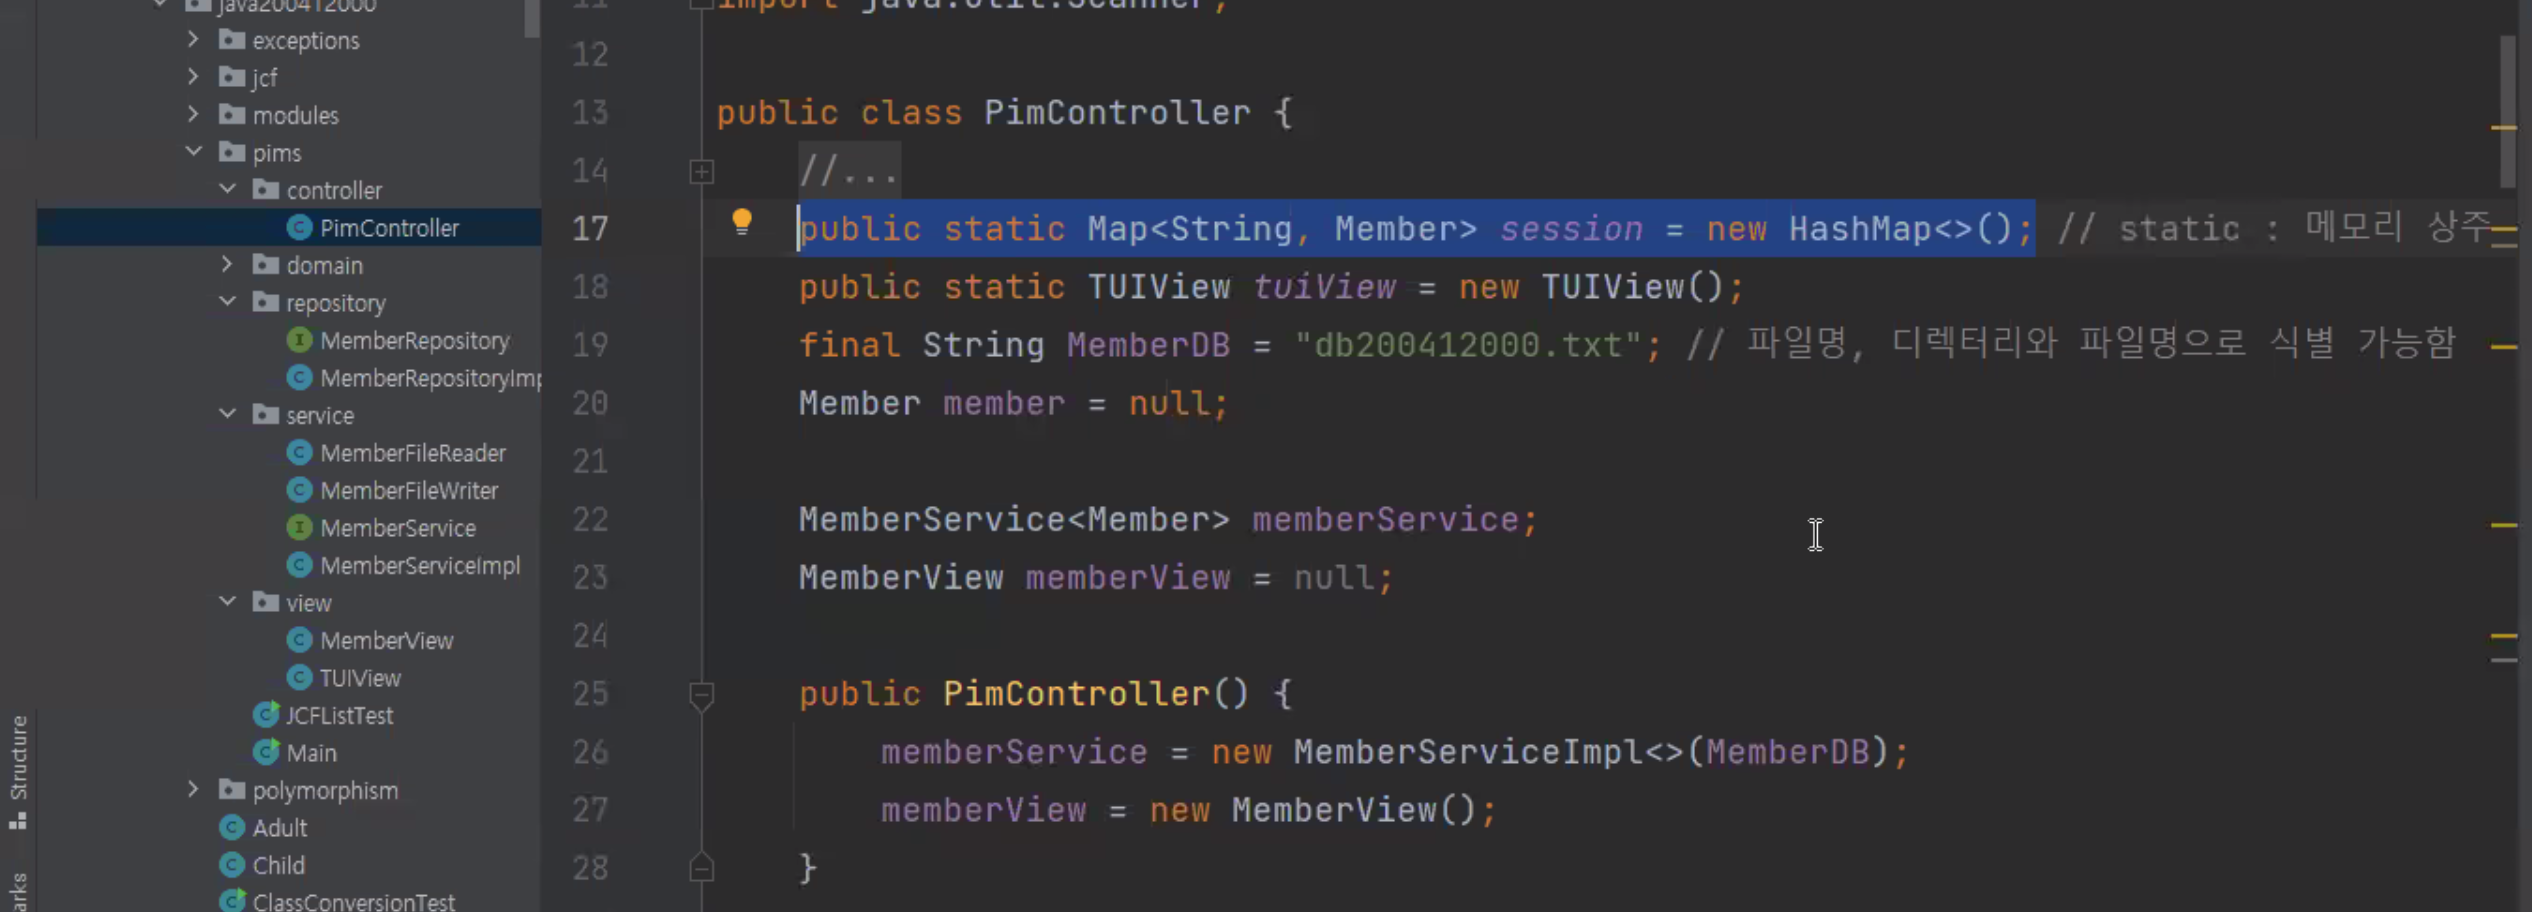 java200412000
exceptions
jcf
modules
pims
controller
PimController
domain
repository
MemberRepository
MemberRepositoryImp
service
MemberFileReader
MemberFileWriter
MemberService
MemberServiceImpl
view
MemberView
TUIView
JCFListTest
Main
polymorphism
Adult
Child
ClassConversionTest
Structure
arks
11 import java.util.Scanner;
12
13 public class PimController {
14 //...
17 public static Map<String, Member> session = new HashMap<>(); // static : 메모리 상주
18 public static TUIView tuiView = new TUIView();
19 final String MemberDB = "db200412000.txt"; // 파일명, 디렉터리와 파일명으로 식별 가능함
20 Member member = null;
21
22 MemberService<Member> memberService;
23 MemberView memberView = null;
24
25 public PimController() {
26 memberService = new MemberServiceImpl<>(MemberDB);
27 memberView = new MemberView();
28 }